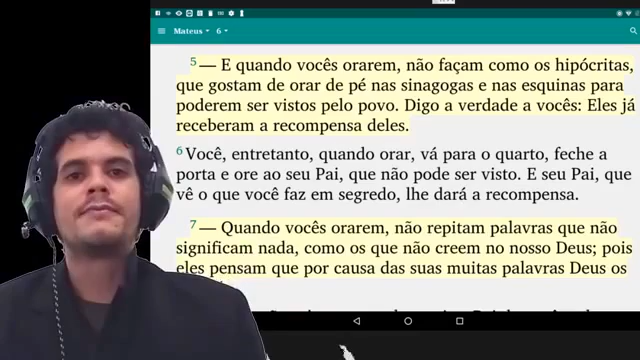 Mateus 6
5 — E quando vocês orarem, não façam como os hipócritas,
que gostam de orar de pé nas sinagogas e nas esquinas para
poderem ser vistos pelo povo. Digo a verdade a vocês: Eles já
receberam a recompensa deles.
6 Você, entretanto, quando orar, vá para o quarto, feche a
porta e ore ao seu Pai, que não pode ser visto. E seu Pai, que
vê o que você faz em segredo, lhe dará a recompensa.
7 — Quando vocês orarem, não repitam palavras que não
significam nada, como os que não creem no nosso Deus; pois
eles pensam que por causa das suas muitas palavras Deus os